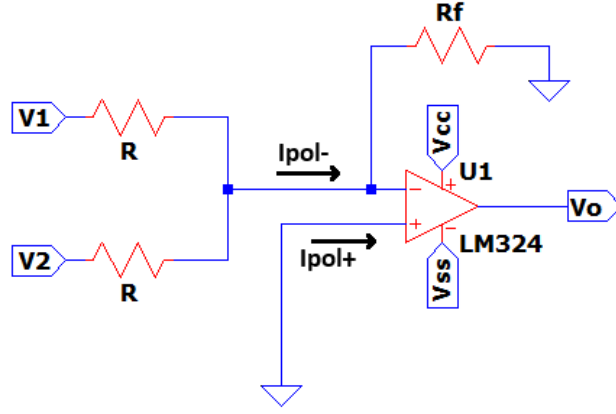 Rf
V1
R
Ipol-
Vcc
U1
-
+
+
Vo
V2
R
Ipol+
-
LM324
Vss